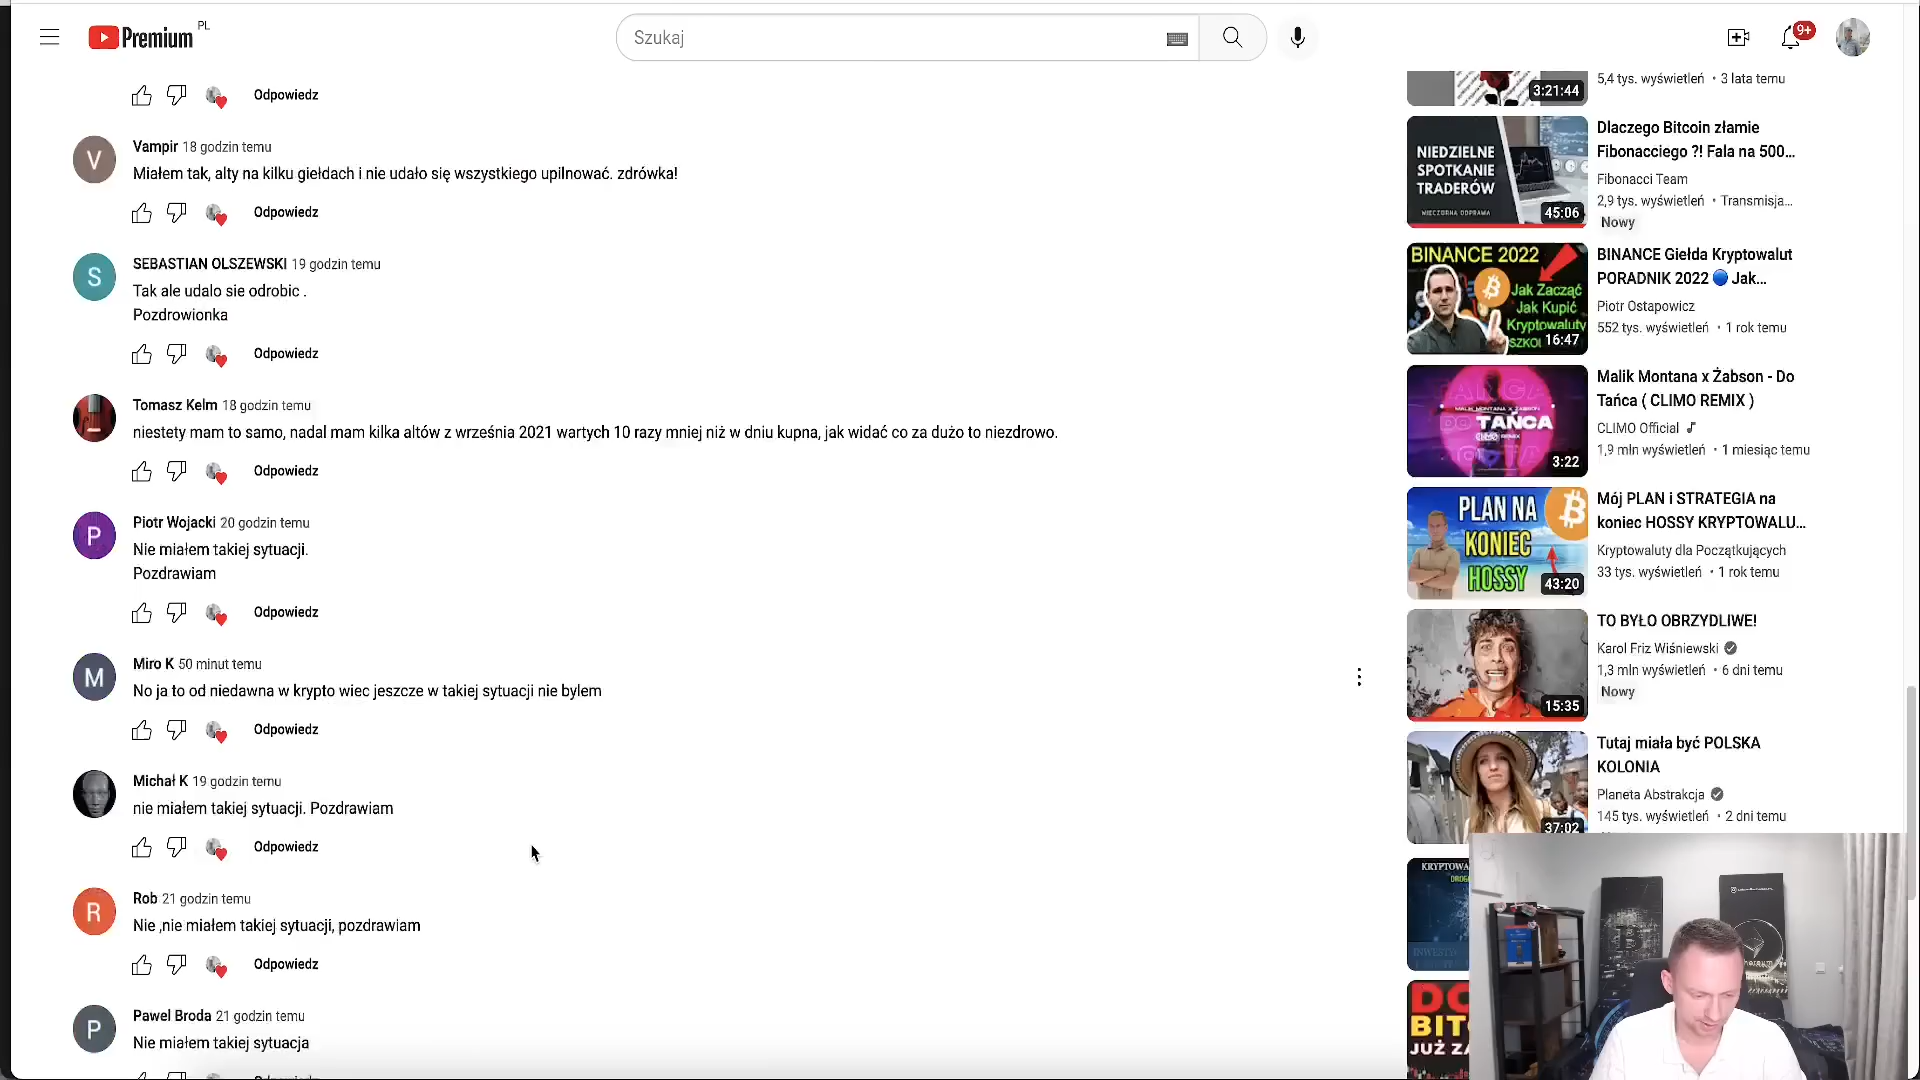 Premium PL
Szukaj
9+
Odpowiedz
V
Vampir 18 godzin temu
Miałem tak, alty na kilku giełdach i nie udało się wszystkiego upilnować. zdrówka!
Odpowiedz
S
SEBASTIAN OLSZEWSKI 19 godzin temu
Tak ale udalo sie odrobic .
Pozdrowionka
Odpowiedz
Tomasz Kelm 18 godzin temu
niestety mam to samo, nadal mam kilka altów z września 2021 wartych 10 razy mniej niż w dniu kupna, jak widać co za dużo to niezdrowo.
Odpowiedz
P
Piotr Wojacki 20 godzin temu
Nie miałem takiej sytuacji.
Pozdrawiam
Odpowiedz
M
Miro K 50 minut temu
No ja to od niedawna w krypto wiec jeszcze w takiej sytuacji nie bylem
Odpowiedz
Michał K 19 godzin temu
nie miałem takiej sytuacji. Pozdrawiam
Odpowiedz
R
Rob 21 godzin temu
Nie ,nie miałem takiej sytuacji, pozdrawiam
Odpowiedz
P
Pawel Broda 21 godzin temu
Nie miałem takiej sytuacja
3:21:44
5,4 tys. wyświetleń • 3 lata temu
NIEDZIELNE
SPOTKANIE
TRADERÓW
WIECZORNA ODPRAWA
45:06
Dlaczego Bitcoin złamie
Fibonacciego ?! Fala na 500...
Fibonacci Team
2,9 tys. wyświetleń • Transmisja...
Nowy
BINANCE 2022
Jak Zacząć
Jak Kupić
Kryptowaluty
16:47
BINANCE Giełda Kryptowalut
PORADNIK 2022 🔵 Jak...
Piotr Ostapowicz
552 tys. wyświetleń • 1 rok temu
MALIK MONTANA X ŻABSON
DO TAŃCA
3:22
Malik Montana x Żabson - Do
Tańca ( CLIMO REMIX )
CLIMO Official
1,9 mln wyświetleń • 1 miesiąc temu
PLAN NA
KONIEC
HOSSY
43:20
Mój PLAN i STRATEGIA na
koniec HOSSY KRYPTOWALU...
Kryptowaluty dla Początkujących
33 tys. wyświetleń • 1 rok temu
15:35
TO BYŁO OBRZYDLIWE!
Karol Friz Wiśniewski
1,3 mln wyświetleń • 6 dni temu
Nowy
37:02
Tutaj miała być POLSKA
KOLONIA
Planeta Abstrakcja
145 tys. wyświetleń • 2 dni temu